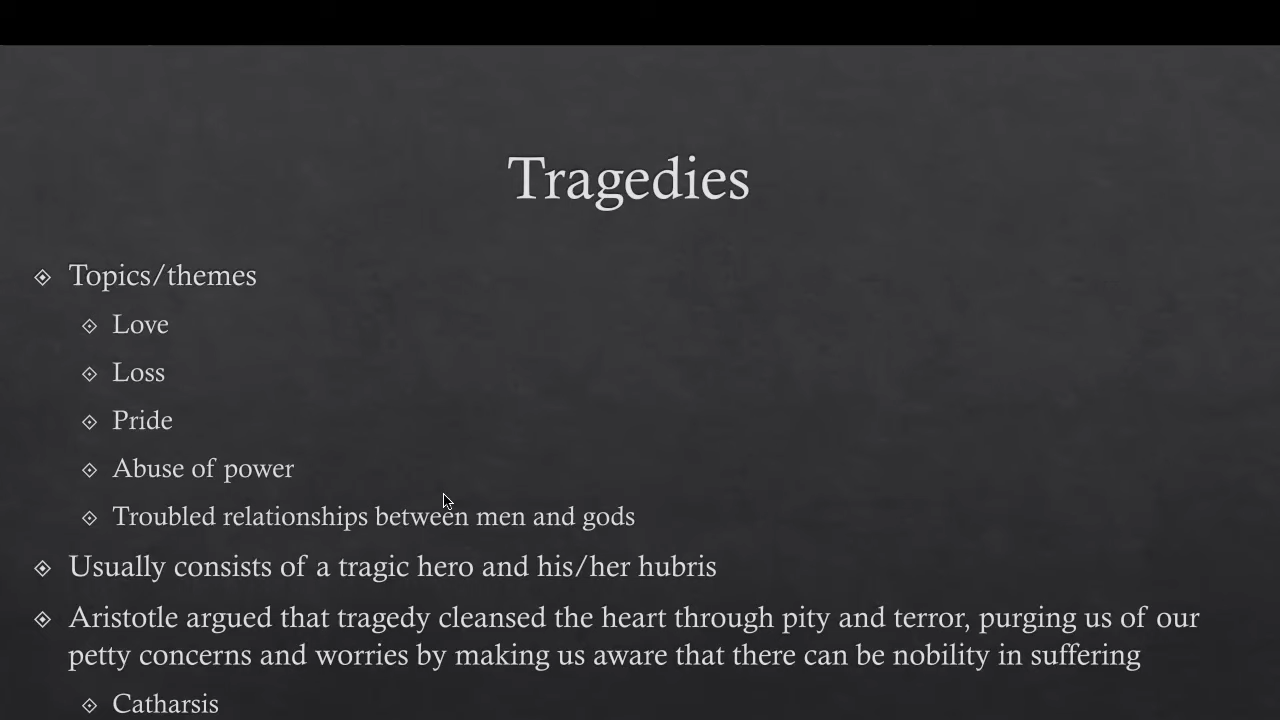 Tragedies
Topics/themes
Love
Loss
Pride
Abuse of power
Troubled relationships between men and gods
Usually consists of a tragic hero and his/her hubris
Aristotle argued that tragedy cleansed the heart through pity and terror, purging us of our
petty concerns and worries by making us aware that there can be nobility in suffering
Catharsis